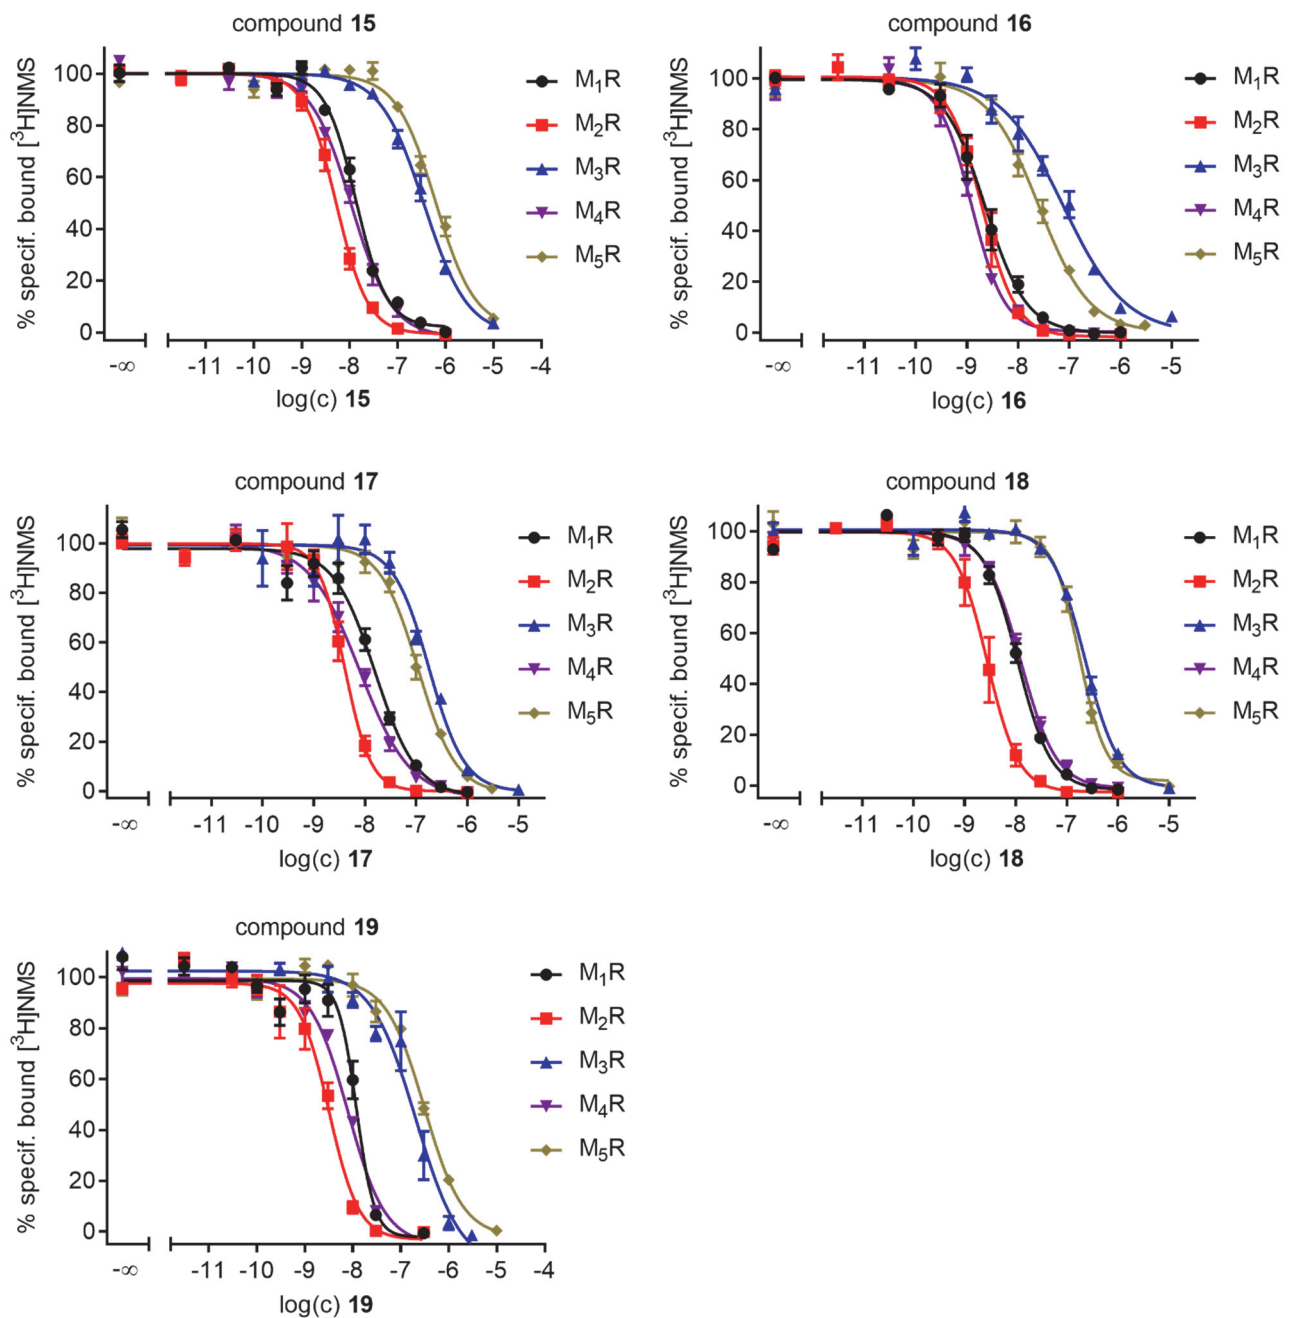 compound 15
% specif. bound [³H]NMS
100
80
60
40
20
0
-∞ -11 -10 -9 -8 -7 -6 -5 -4
log(c) 15
M₁R
M₂R
M₃R
M₄R
M₅R
compound 16
% specif. bound [³H]NMS
100
80
60
40
20
0
-∞ -11 -10 -9 -8 -7 -6 -5
log(c) 16
M₁R
M₂R
M₃R
M₄R
M₅R
compound 17
% specif. bound [³H]NMS
100
80
60
40
20
0
-∞ -11 -10 -9 -8 -7 -6 -5
log(c) 17
M₁R
M₂R
M₃R
M₄R
M₅R
compound 18
% specif. bound [³H]NMS
100
80
60
40
20
0
-∞ -11 -10 -9 -8 -7 -6 -5
log(c) 18
M₁R
M₂R
M₃R
M₄R
M₅R
compound 19
% specif. bound [³H]NMS
100
80
60
40
20
0
-∞ -11 -10 -9 -8 -7 -6 -5 -4
log(c) 19
M₁R
M₂R
M₃R
M₄R
M₅R